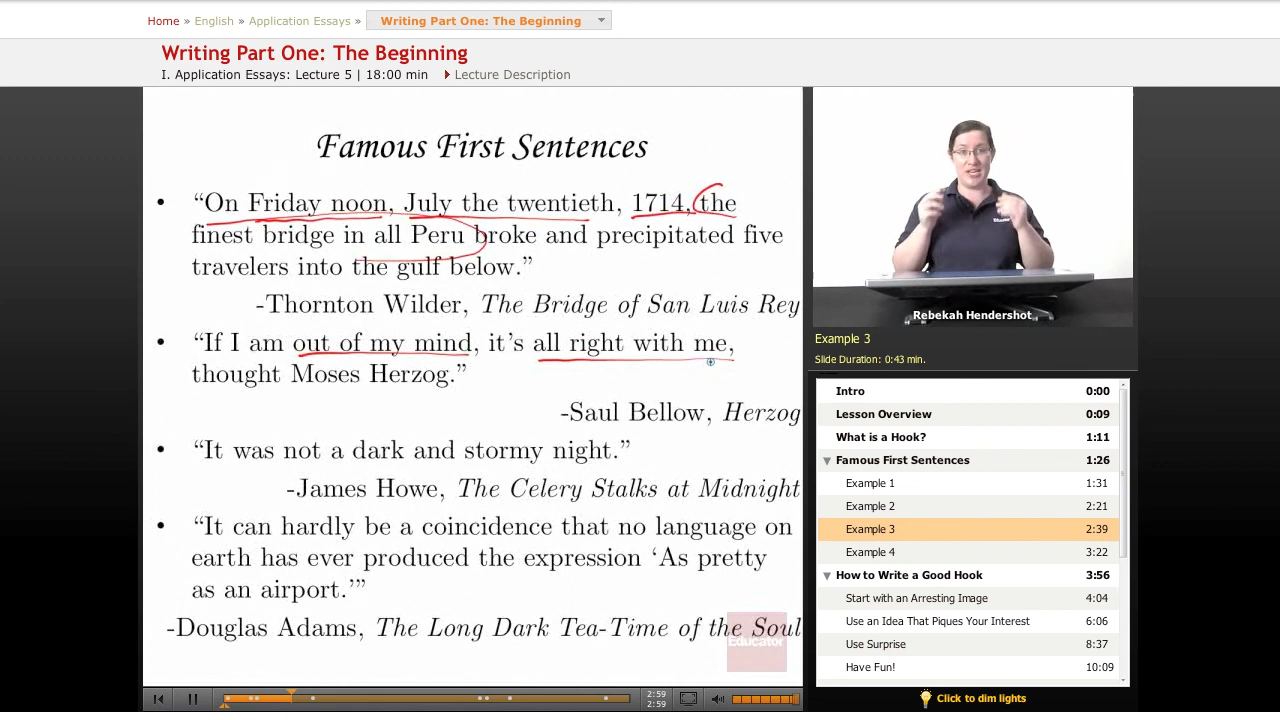 Home » English » Application Essays » Writing Part One: The Beginning
Writing Part One: The Beginning
I. Application Essays: Lecture 5 | 18:00 min Lecture Description
Famous First Sentences
• “On Friday noon, July the twentieth, 1714, the
finest bridge in all Peru broke and precipitated five
travelers into the gulf below.”
-Thornton Wilder, The Bridge of San Luis Rey
• “If I am out of my mind, it’s all right with me,
thought Moses Herzog.”
-Saul Bellow, Herzog
• “It was not a dark and stormy night.”
-James Howe, The Celery Stalks at Midnight
• “It can hardly be a coincidence that no language on
earth has ever produced the expression ‘As pretty
as an airport.’”
-Douglas Adams, The Long Dark Tea-Time of the Soul
Educator
2:59
2:59
Rebekah Hendershot
Example 3
Slide Duration: 0:43 min.
Intro 0:00
Lesson Overview 0:09
What is a Hook? 1:11
Famous First Sentences 1:26
Example 1 1:31
Example 2 2:21
Example 3 2:39
Example 4 3:22
How to Write a Good Hook 3:56
Start with an Arresting Image 4:04
Use an Idea That Piques Your Interest 6:06
Use Surprise 8:37
Have Fun! 10:09
Click to dim lights